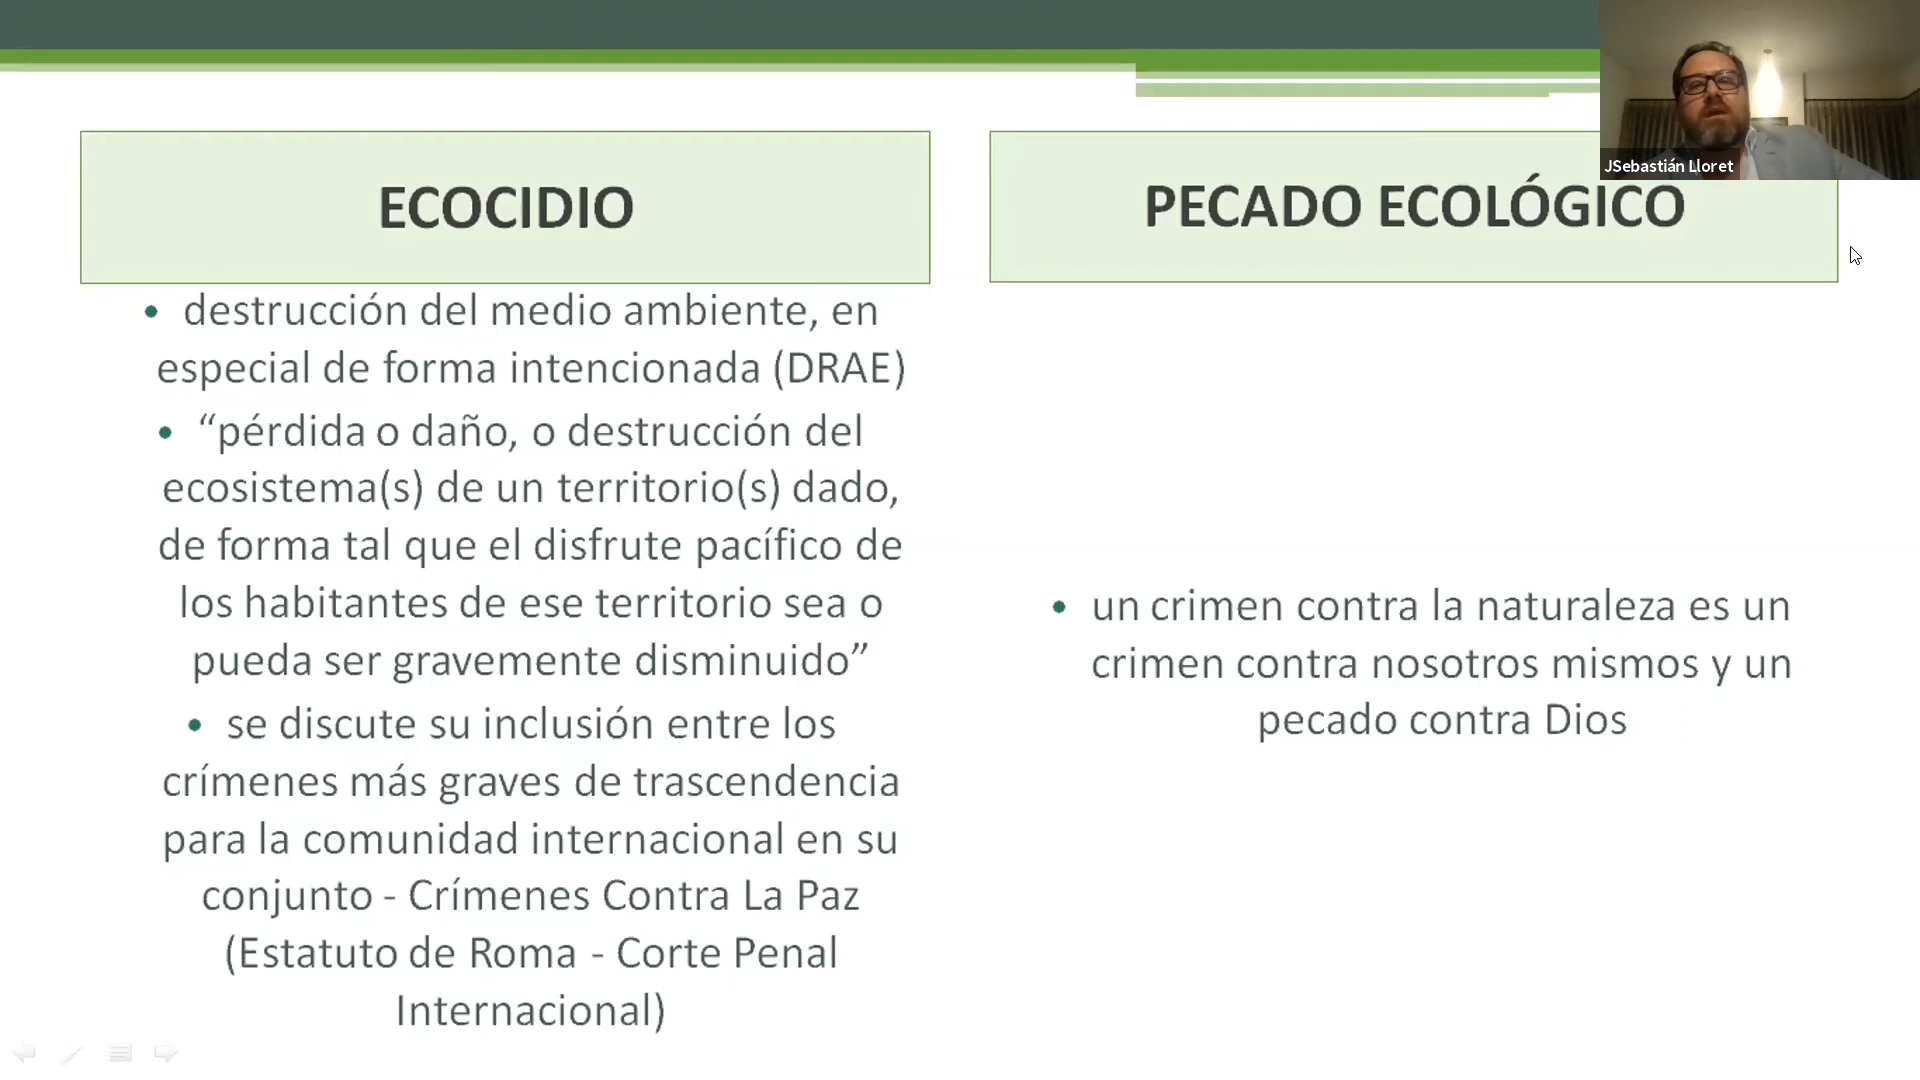 JSebastián Lloret
ECOCIDIO
• destrucción del medio ambiente, en
especial de forma intencionada (DRAE)
• “pérdida o daño, o destrucción del
ecosistema(s) de un territorio(s) dado,
de forma tal que el disfrute pacífico de
los habitantes de ese territorio sea o
pueda ser gravemente disminuido”
• se discute su inclusión entre los
crímenes más graves de trascendencia
para la comunidad internacional en su
conjunto - Crímenes Contra La Paz
(Estatuto de Roma - Corte Penal
Internacional)
PECADO ECOLÓGICO
• un crimen contra la naturaleza es un
crimen contra nosotros mismos y un
pecado contra Dios